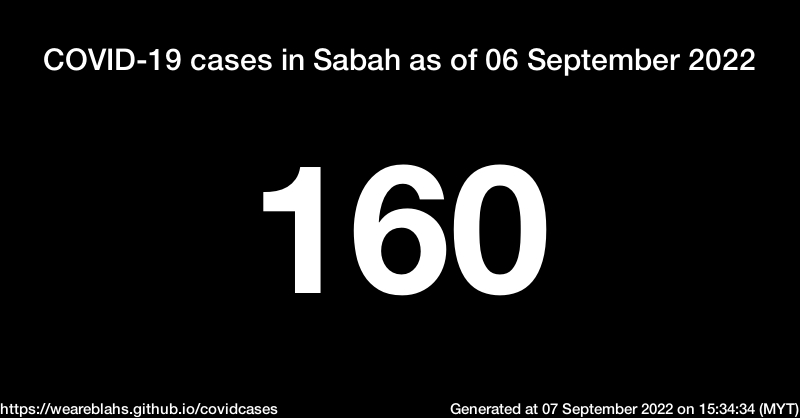 COVID-19 cases in Sabah as of 06 September 2022
160
https://weareblahs.github.io/covidcases
Generated at 07 September 2022 on 15:34:34 (MYT)